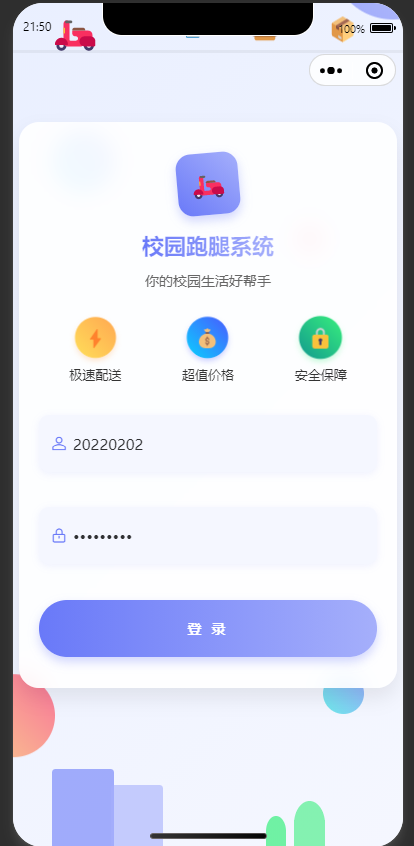 21:50
100%
校园跑腿系统
你的校园生活好帮手
极速配送 超值价格 安全保障
20220202
•••••••••
登 录